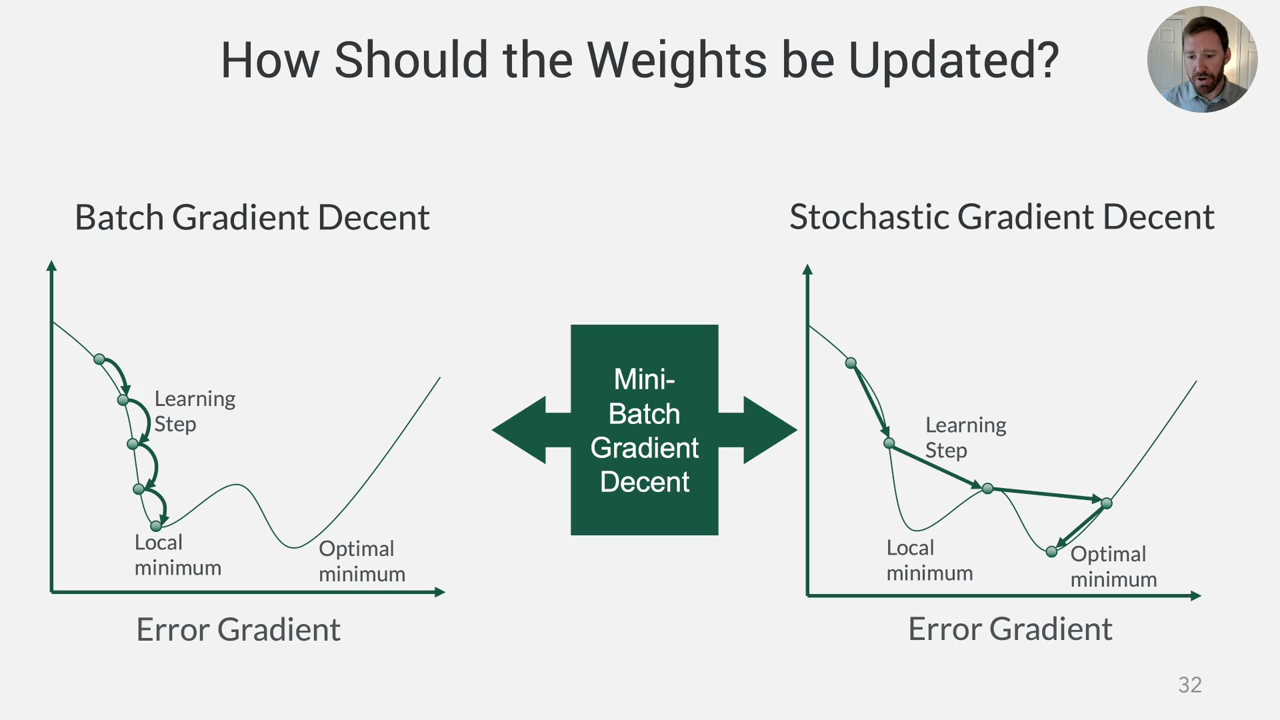 How Should the Weights be Updated?
Batch Gradient Decent
Learning
Step
Local
minimum
Optimal
minimum
Error Gradient
Mini-
Batch
Gradient
Decent
Stochastic Gradient Decent
Learning
Step
Local
minimum
Optimal
minimum
Error Gradient
32